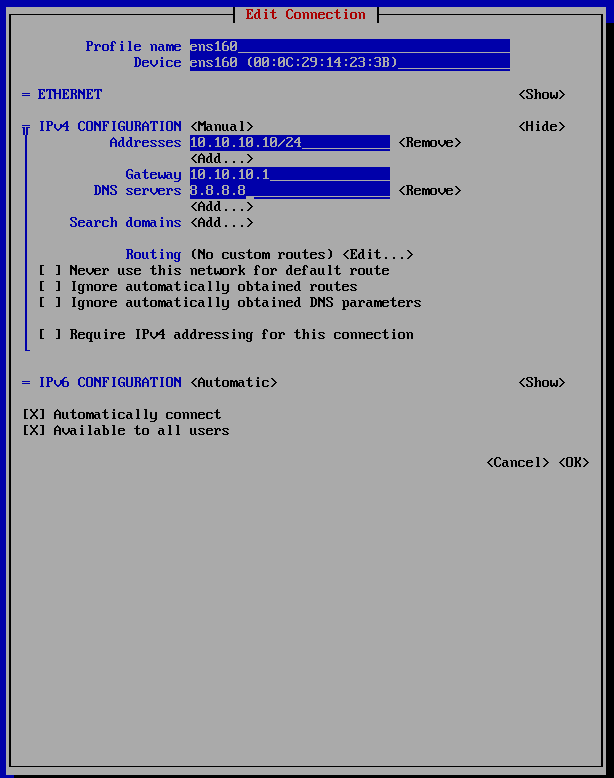 Edit Connection
Profile name ens160
Device ens160 (00:0C:29:14:23:3B)
= ETHERNET <Show>
IPv4 CONFIGURATION <Manual> <Hide>
Addresses 10.10.10.10/24 <Remove>
<Add...>
Gateway 10.10.10.1
DNS servers 8.8.8.8 <Remove>
<Add...>
Search domains <Add...>
Routing (No custom routes) <Edit...>
[ ] Never use this network for default route
[ ] Ignore automatically obtained routes
[ ] Ignore automatically obtained DNS parameters
[ ] Require IPv4 addressing for this connection
= IPv6 CONFIGURATION <Automatic> <Show>
[X] Automatically connect
[X] Available to all users
<Cancel> <OK>